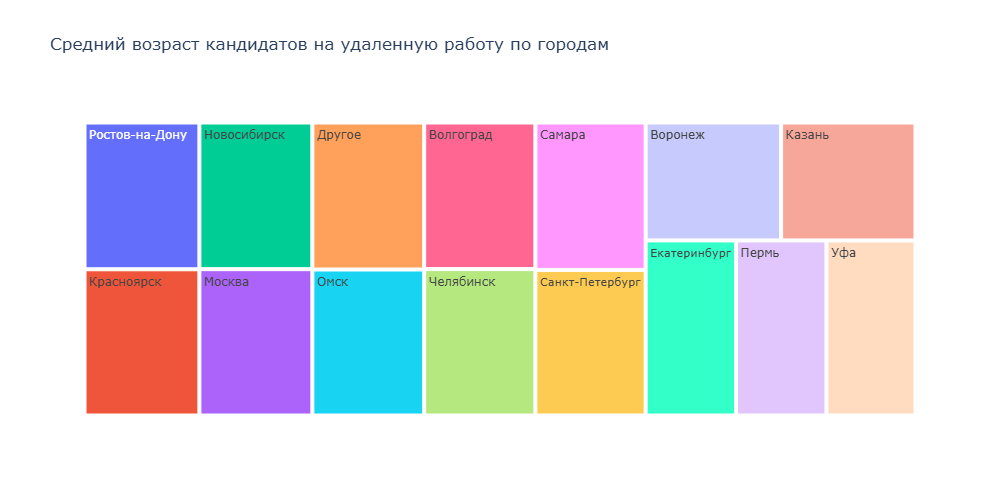 Средний возраст кандидатов на удаленную работу по городам
Ростов-на-Дону
Новосибирск
Другое
Волгоград
Самара
Воронеж
Казань
Екатеринбург
Пермь
Уфа
Красноярск
Москва
Омск
Челябинск
Санкт-Петербург